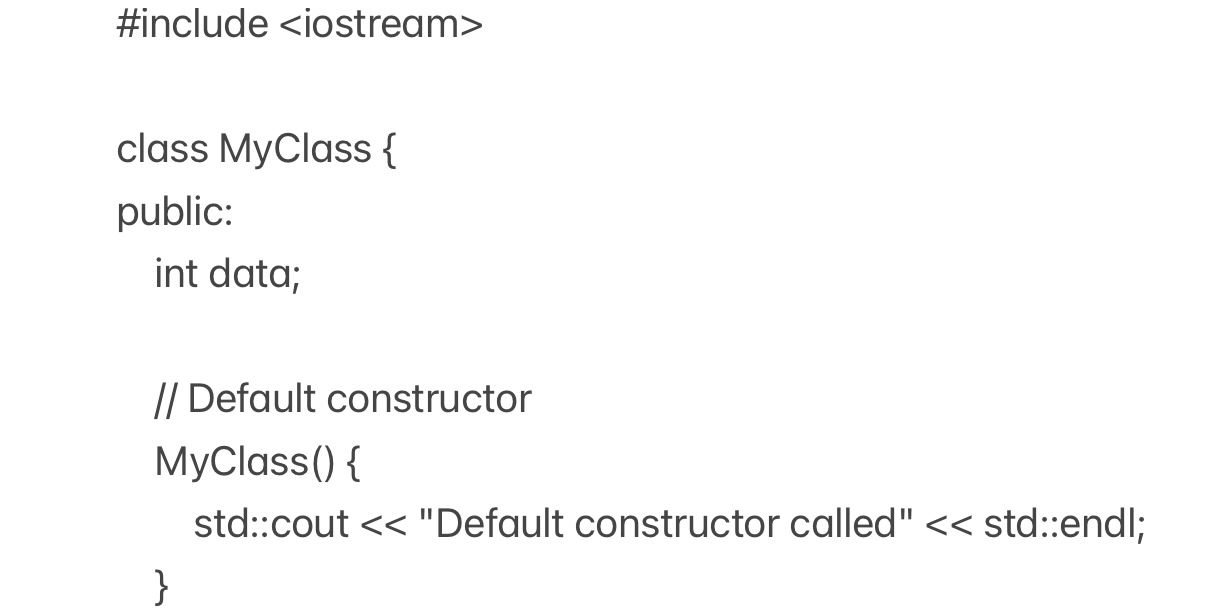 #include <iostream>
class MyClass {
public:
int data;
// Default constructor
MyClass() {
std::cout << "Default constructor called" << std::endl;
}